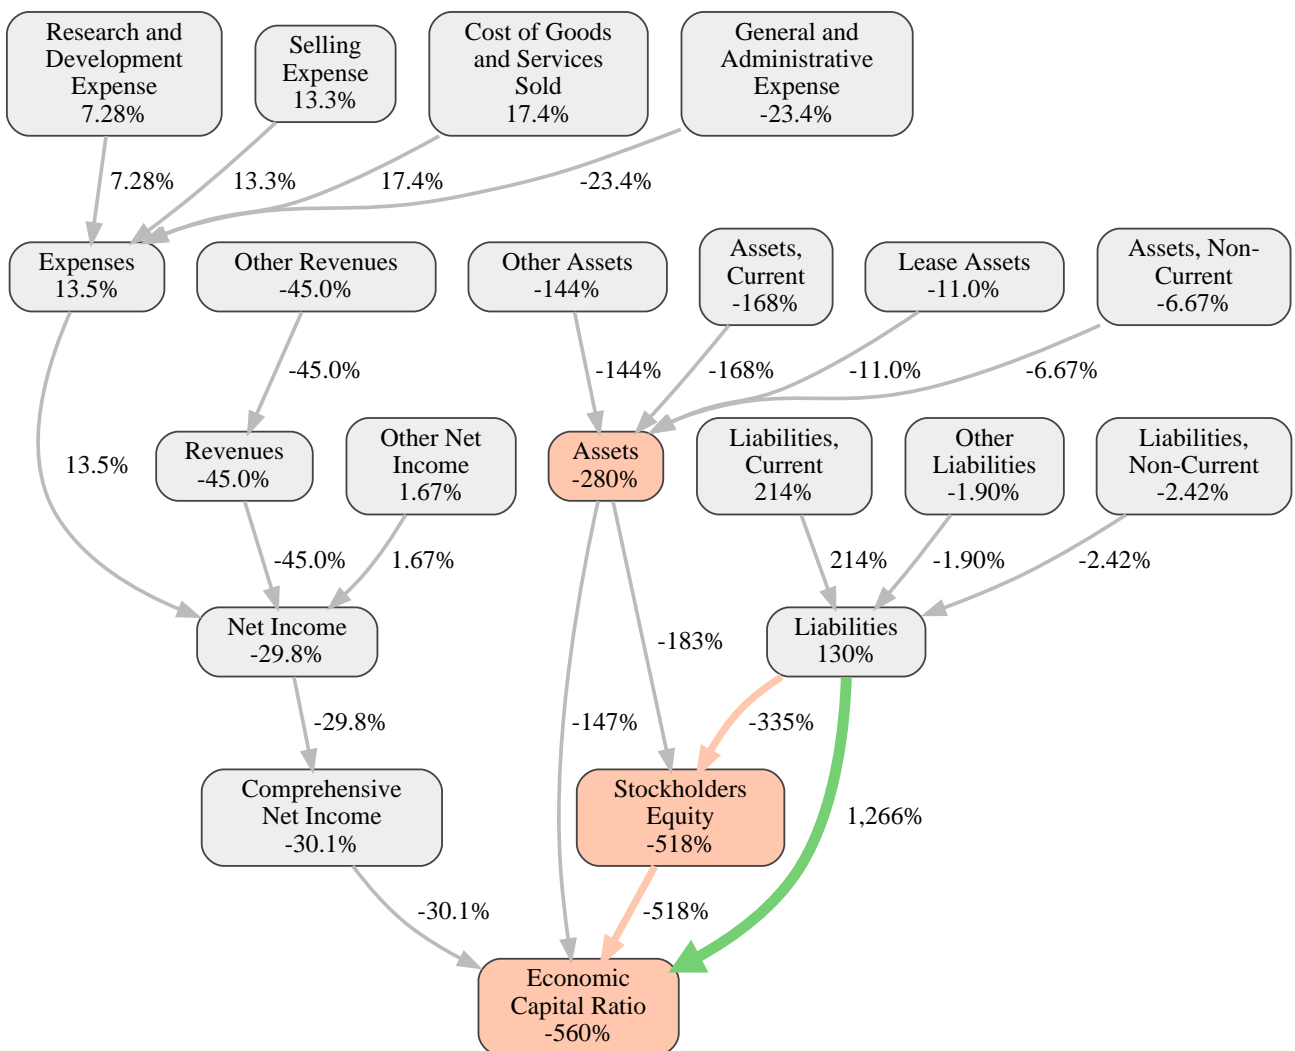 Research and
Development
Expense
7.28%
Selling
Expense
13.3%
Cost of Goods
and Services
Sold
17.4%
General and
Administrative
Expense
-23.4%
7.28%
13.3%
17.4%
-23.4%
Expenses
13.5%
Other Revenues
-45.0%
Other Assets
-144%
Assets,
Current
-168%
Lease Assets
-11.0%
Assets, Non-
Current
-6.67%
-45.0%
-144%
-168%
-11.0%
-6.67%
13.5%
Revenues
-45.0%
Other Net
Income
1.67%
Assets
-280%
Liabilities,
Current
214%
Other
Liabilities
-1.90%
Liabilities,
Non-Current
-2.42%
-45.0%
1.67%
214%
-1.90%
-2.42%
Net Income
-29.8%
-183%
Liabilities
130%
-29.8%
-147%
-335%
Comprehensive
Net Income
-30.1%
Stockholders
Equity
-518%
1,266%
-30.1%
-518%
Economic
Capital Ratio
-560%